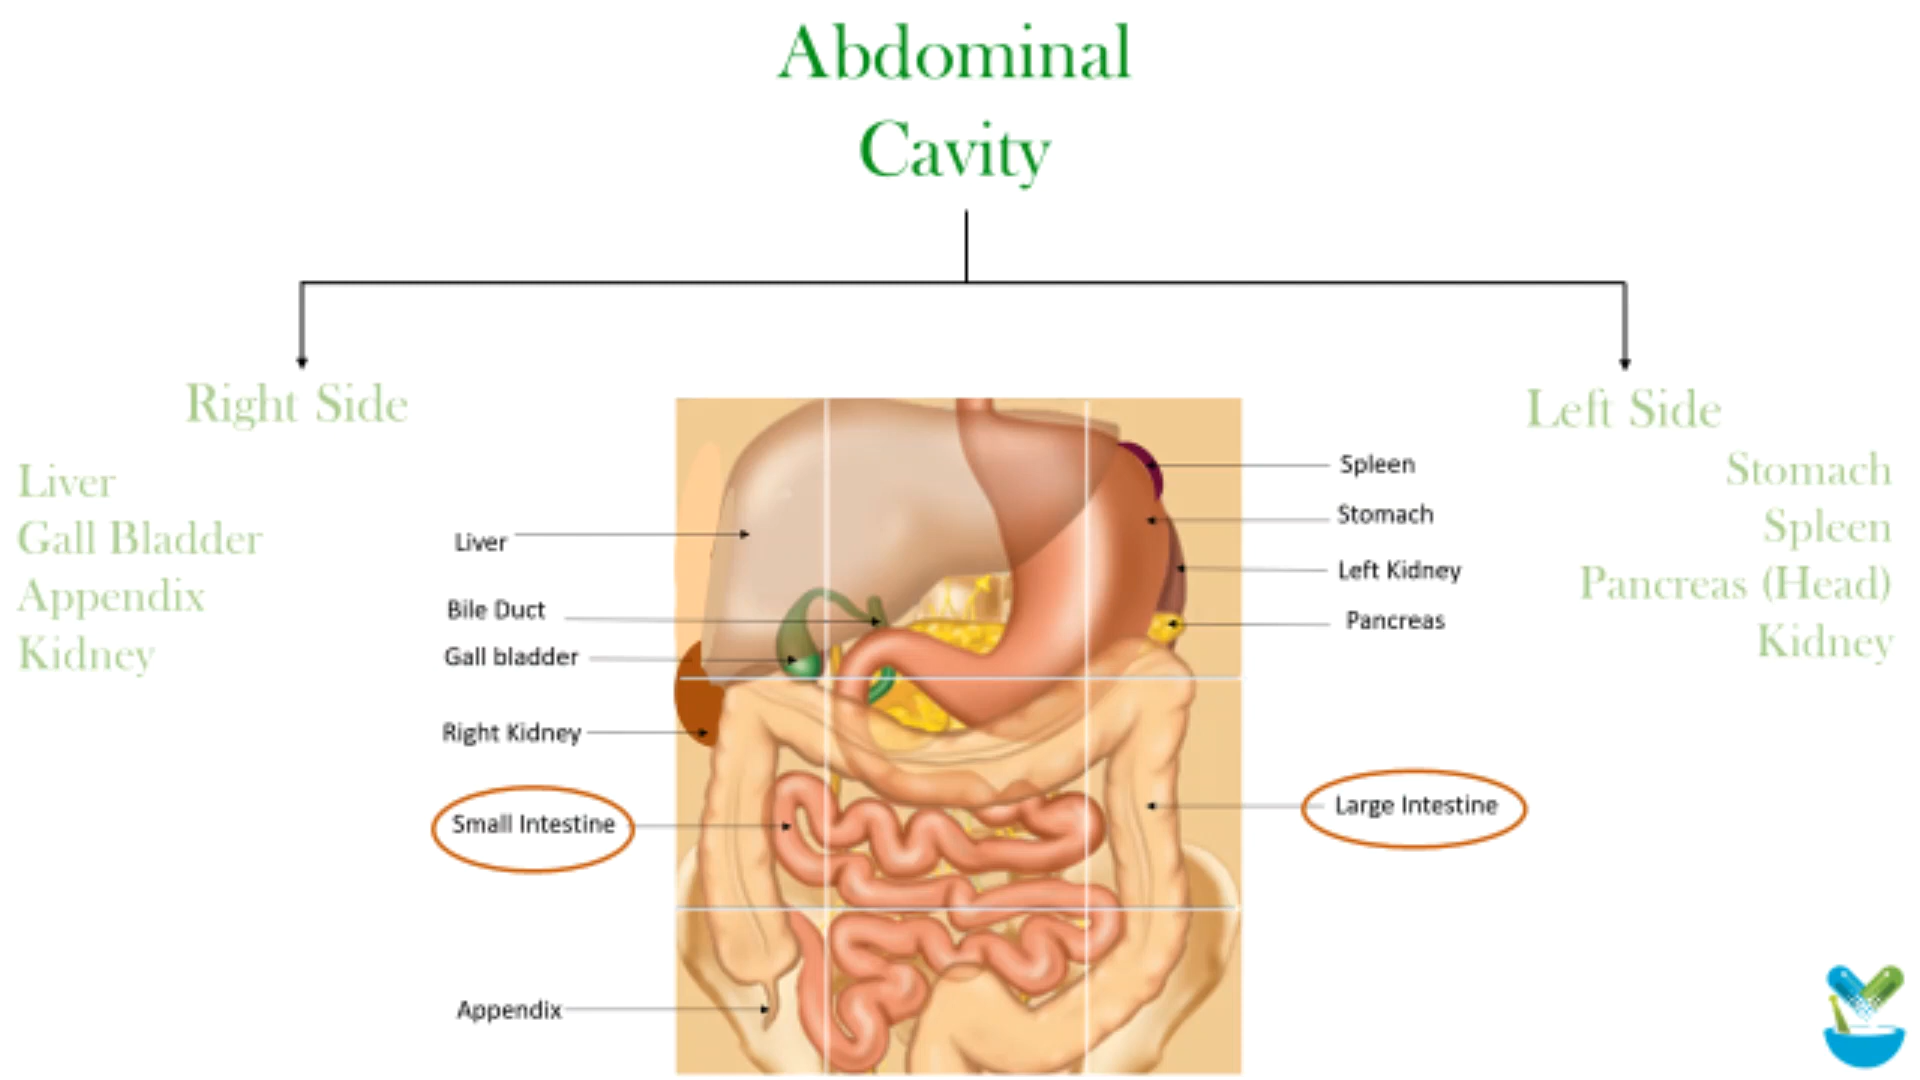 Abdominal
Cavity
Right Side
Liver
Gall Bladder
Appendix
Kidney
Left Side
Stomach
Spleen
Pancreas (Head)
Kidney
Liver
Bile Duct
Gall bladder
Right Kidney
Small Intestine
Appendix
Spleen
Stomach
Left Kidney
Pancreas
Large Intestine